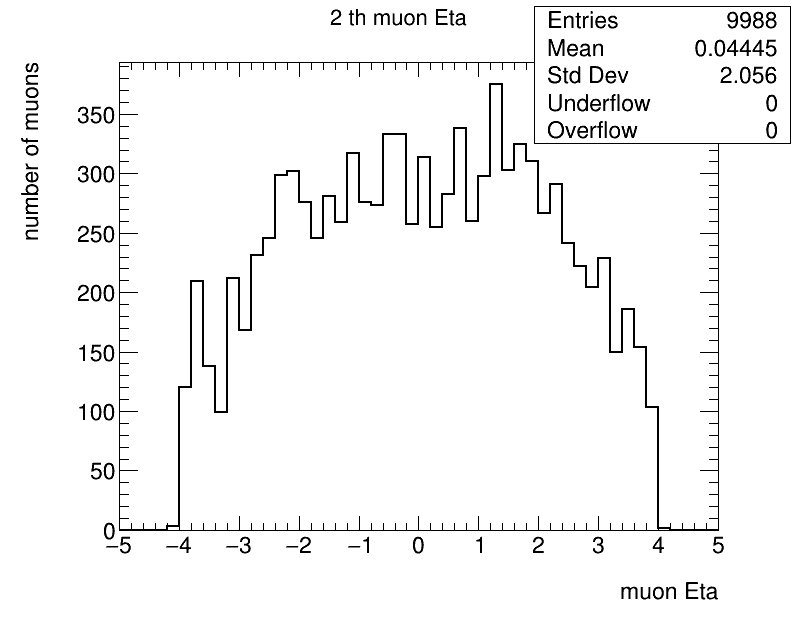 2 th muon Eta
Entries 9988
Mean 0.04445
Std Dev 2.056
Underflow 0
Overflow 0
number of muons
350
300
250
200
150
100
50
0
−5 −4 −3 −2 −1 0 1 2 3 4 5
muon Eta